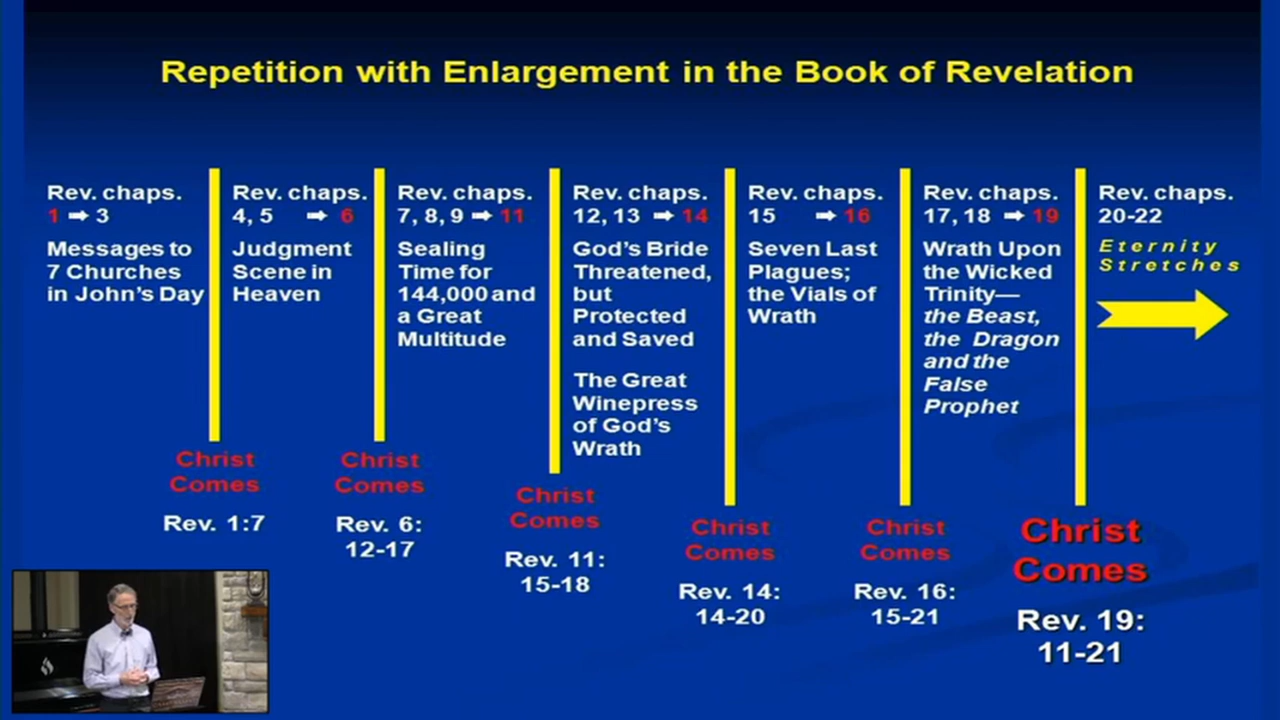 Repetition with Enlargement in the Book of Revelation
Rev. chaps.
1 ➡ 3
Messages to
7 Churches
in John's Day
Christ
Comes
Rev. 1:7
Rev. chaps.
4, 5 ➡ 6
Judgment
Scene in
Heaven
Christ
Comes
Rev. 6:
12-17
Rev. chaps.
7, 8, 9 ➡ 11
Sealing
Time for
144,000 and
a Great
Multitude
Christ
Comes
Rev. 11:
15-18
Rev. chaps.
12, 13 ➡ 14
God's Bride
Threatened,
but
Protected
and Saved
The Great
Winepress
of God's
Wrath
Christ
Comes
Rev. 14:
14-20
Rev. chaps.
15 ➡ 16
Seven Last
Plagues;
the Vials of
Wrath
Christ
Comes
Rev. 16:
15-21
Rev. chaps.
17, 18 ➡ 19
Wrath Upon
the Wicked
Trinity—
the Beast,
the Dragon
and the
False
Prophet
Christ
Comes
Rev. 19:
11-21
Rev. chaps.
20-22
Eternity
Stretches